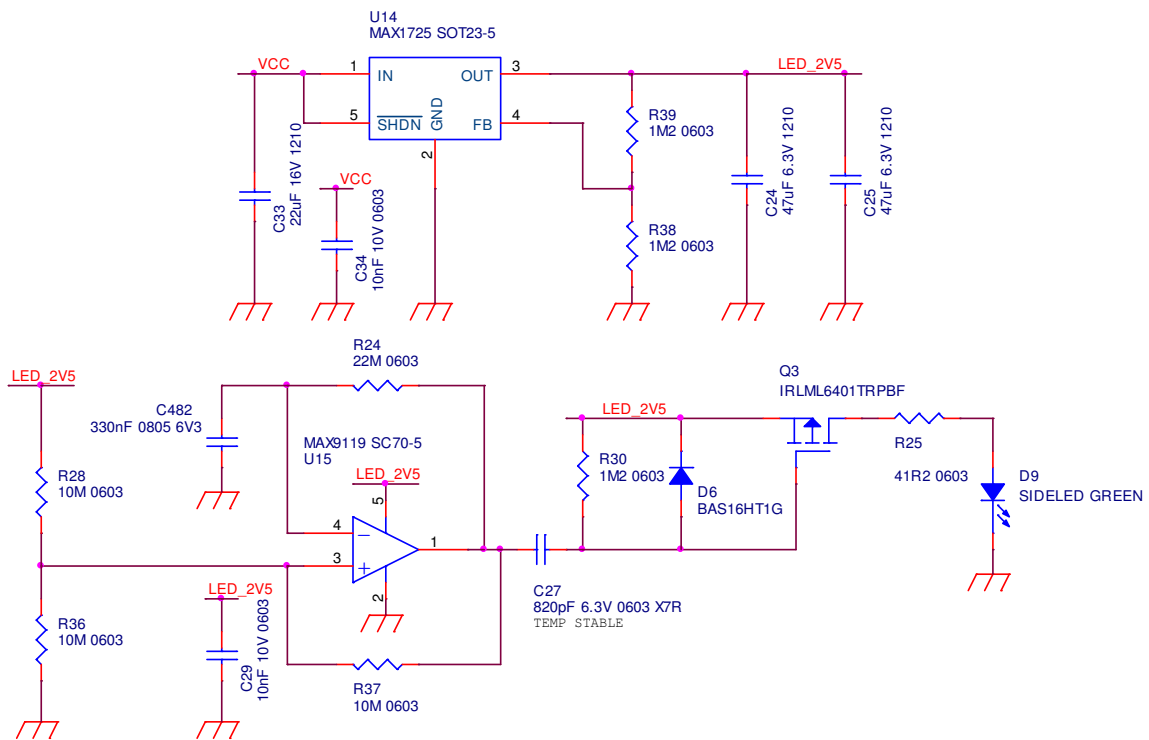 U14
MAX1725 SOT23-5
VCC
1
IN
OUT
3
LED_2V5
5
SHDN
GND
FB
4
2
R39
1M2 0603
C33
22uF 16V 1210
VCC
C34
10nF 10V 0603
R38
1M2 0603
C24
47uF 6.3V 1210
C25
47uF 6.3V 1210
R24
22M 0603
LED_2V5
C482
330nF 0805 6V3
MAX9119 SC70-5
U15
LED_2V5
5
R28
10M 0603
4
3
1
2
LED_2V5
C29
10nF 10V 0603
R36
10M 0603
R37
10M 0603
C27
820pF 6.3V 0603 X7R
TEMP STABLE
Q3
IRLML6401TRPBF
LED_2V5
R30
1M2 0603
D6
BAS16HT1G
R25
41R2 0603
D9
SIDELED GREEN